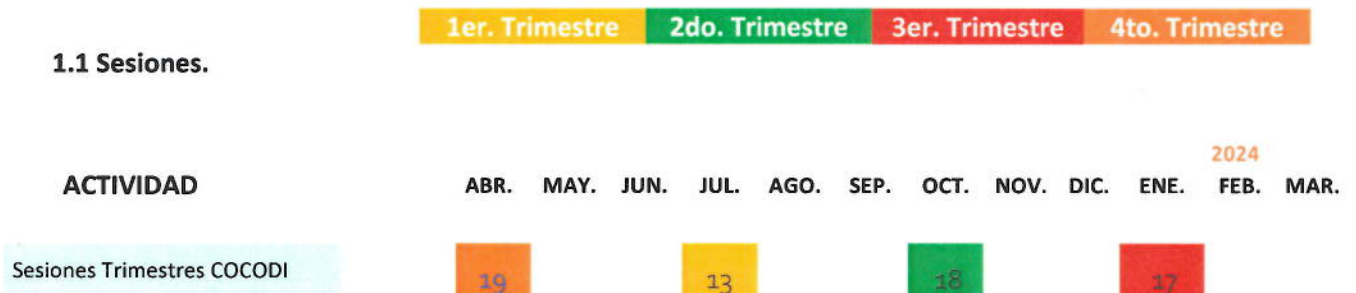 1er. Trimestre 2do. Trimestre 3er. Trimestre 4to. Trimestre
1.1 Sesiones.
2024
ACTIVIDAD ABR. MAY. JUN. JUL. AGO. SEP. OCT. NOV. DIC. ENE. FEB. MAR.
Sesiones Trimestres COCODI 19 13 18 17